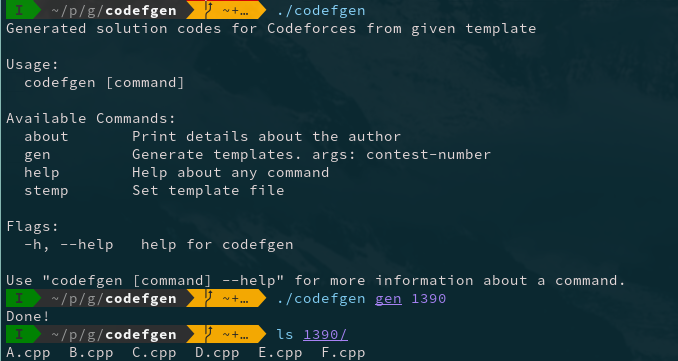 I ~/p/g/codefgen ~+… ./codefgen
Generated solution codes for Codeforces from given template
Usage:
codefgen [command]
Available Commands:
about Print details about the author
gen Generate templates. args: contest-number
help Help about any command
stemp Set template file
Flags:
-h, --help help for codefgen
Use "codefgen [command] --help" for more information about a command.
I ~/p/g/codefgen ~+… ./codefgen gen 1390
Done!
I ~/p/g/codefgen ~+… ls 1390/
A.cpp B.cpp C.cpp D.cpp E.cpp F.cpp